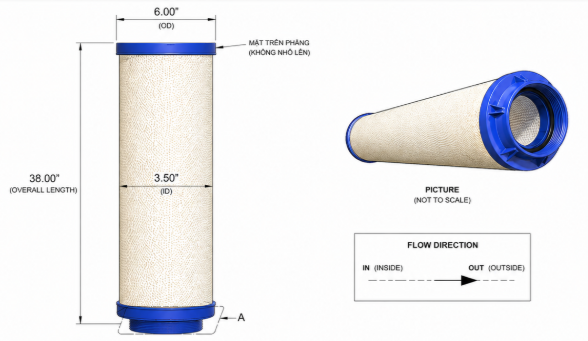 6.00"
(OD)
MẶT TRÊN PHẲNG
(KHÔNG NHÔ LÊN)
38.00"
(OVERALL LENGTH)
3.50"
(ID)
A
PICTURE
(NOT TO SCALE)
FLOW DIRECTION
IN (INSIDE) OUT (OUTSIDE)